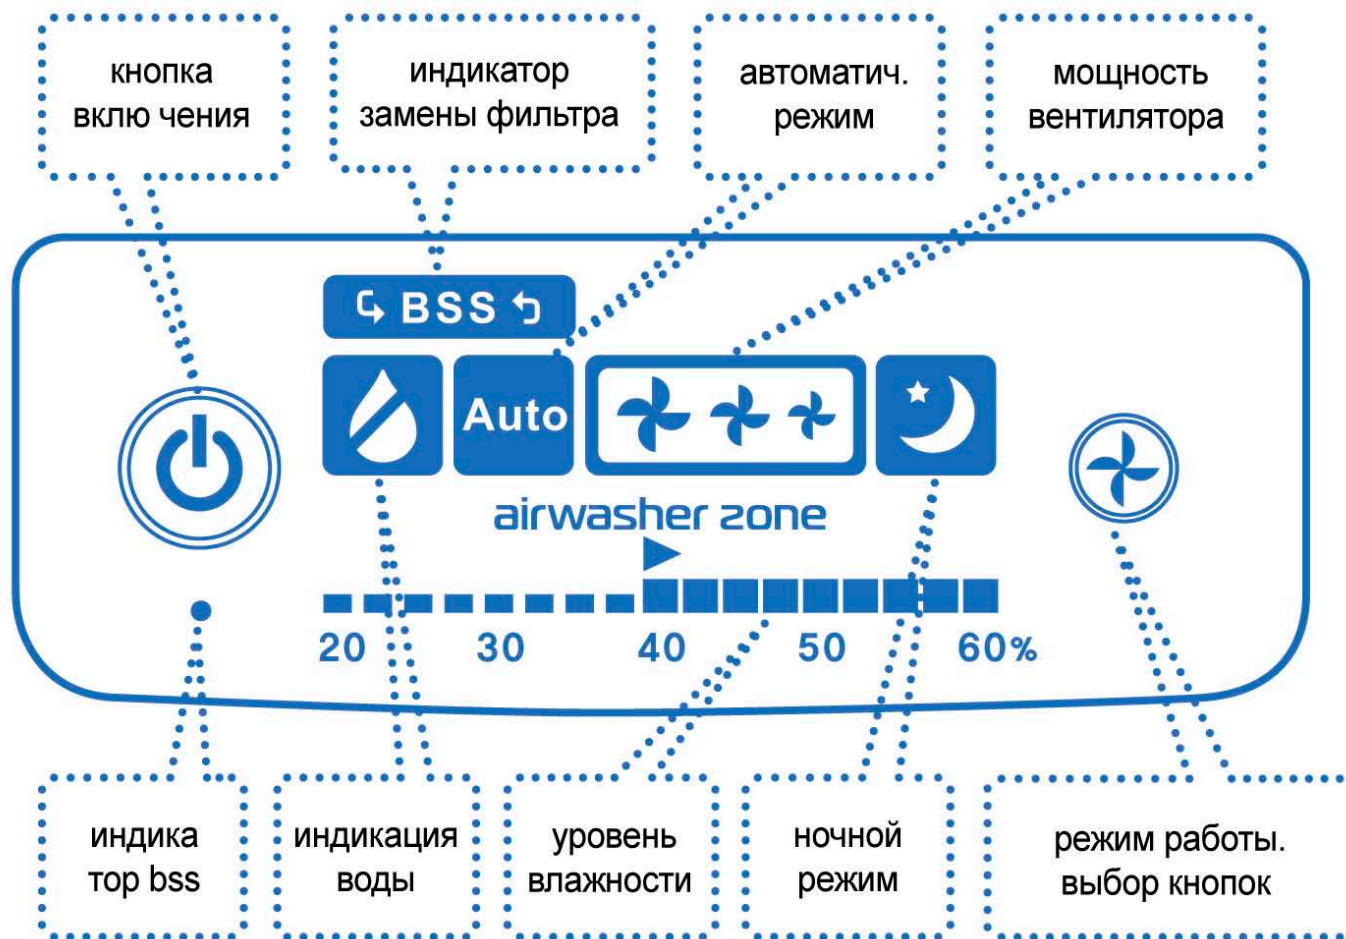 кнопка
вклю чения
индикатор
замены фильтра
автоматич.
режим
мощность
вентилятора
BSS
Auto
airwasher zone
20 30 40 50 60%
индика
тор bss
индикация
воды
уровень
влажности
ночной
режим
режим работы.
выбор кнопок